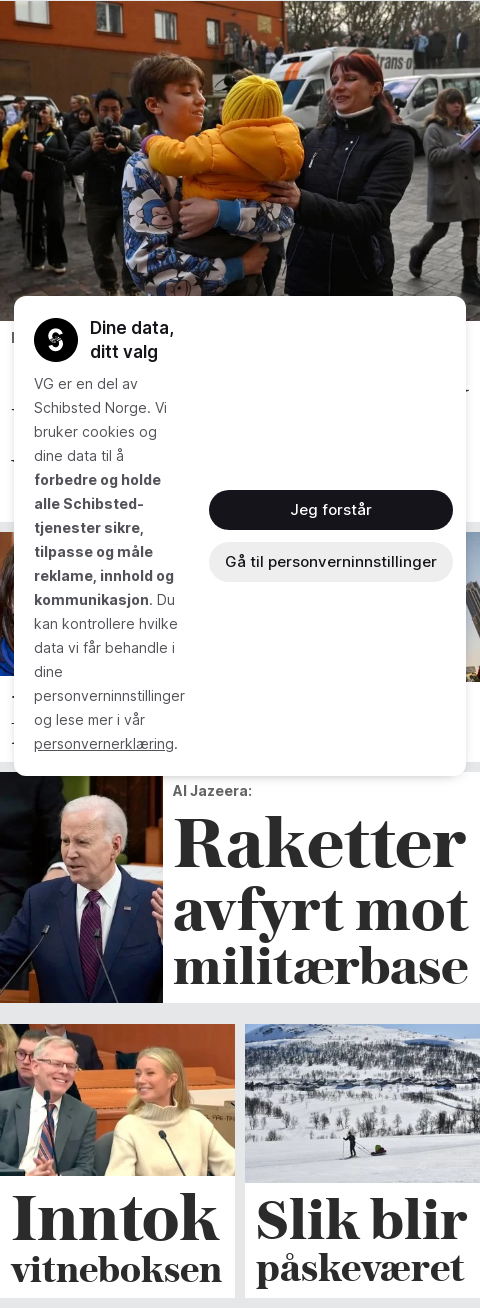 Dine data,
ditt valg
VG er en del av
Schibsted Norge. Vi
bruker cookies og
dine data til å
forbedre og holde
alle Schibsted-
tjenester sikre,
tilpasse og måle
reklame, innhold og
kommunikasjon. Du
kan kontrollere hvilke
data vi får behandle i
dine
personverninnstillinger
og lese mer i vår
personvernerklæring.
Jeg forstår
Gå til personverninnstillinger
Al Jazeera:
Raketter
avfyrt mot
militærbase
Inntok
vitneboksen
Slik blir
påskeværet